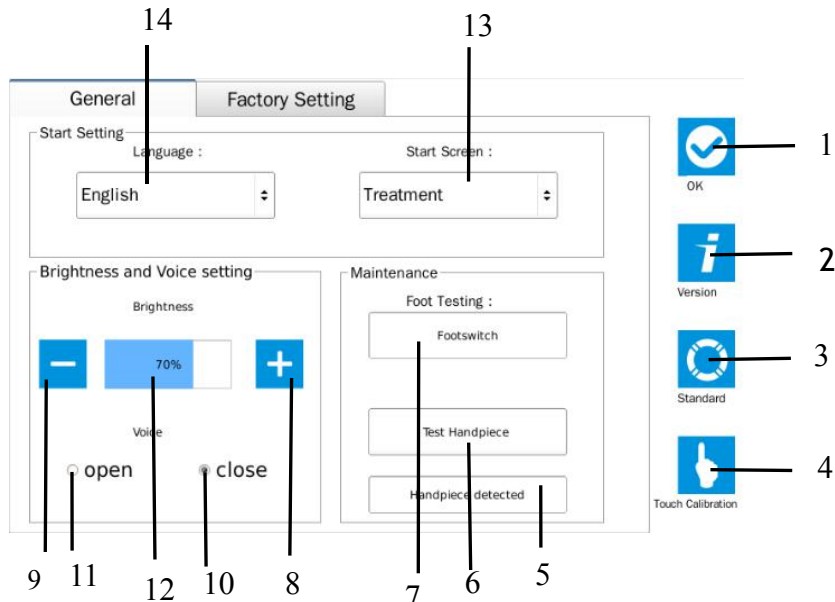 14
13
General
Factory Setting
Start Setting
Language :
Start Screen :
English
Treatment
1
OK
2
Version
3
Standard
4
Touch Calibration
Brightness and Voice setting
Brightness
70%
Voice
open
close
Maintenance
Foot Testing :
Footswitch
Test Handpiece
Handpiece detected
9
11
12
10
8
7
6
5